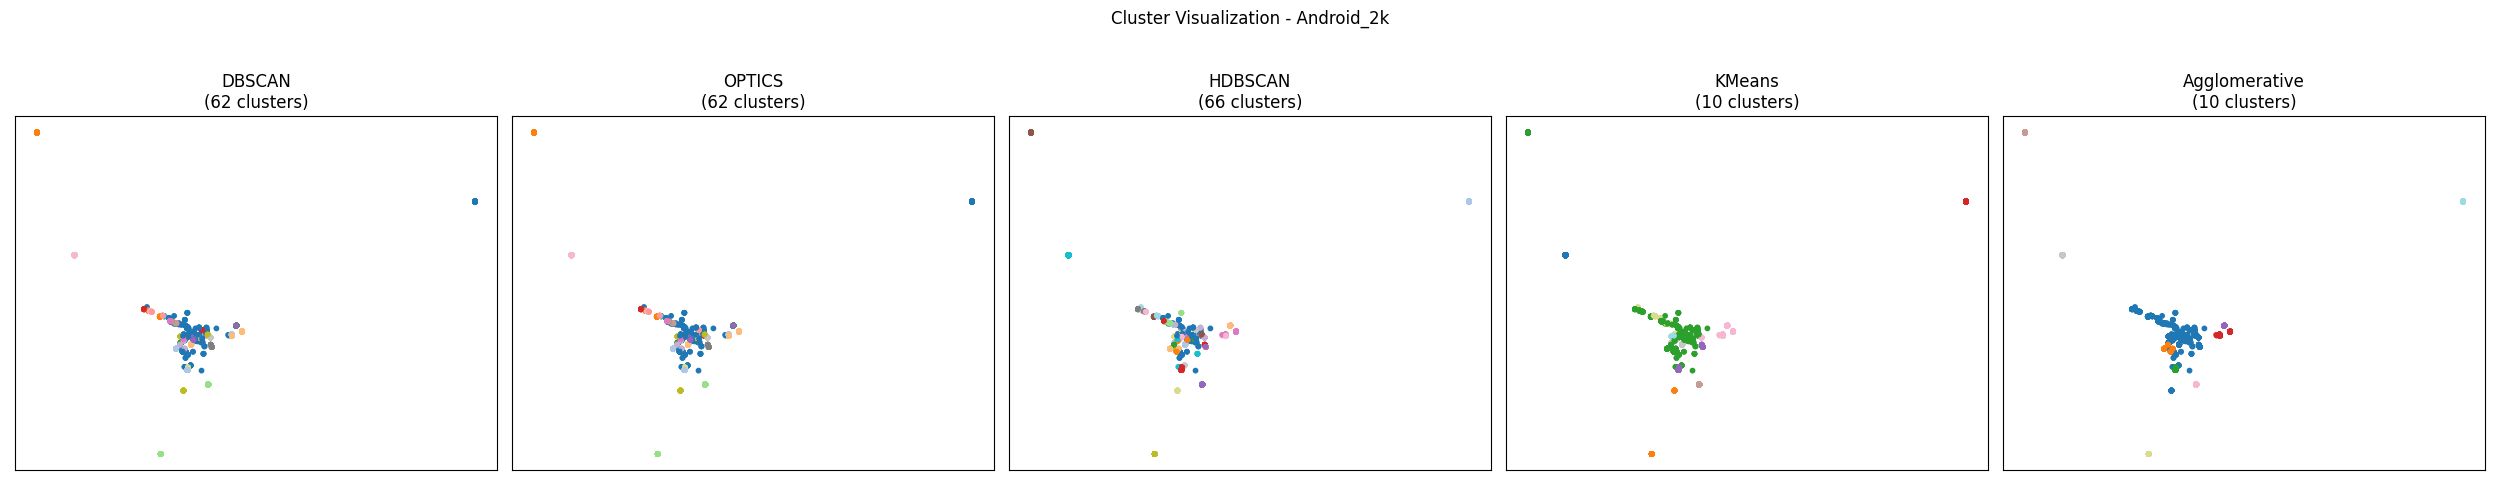 Cluster Visualization - Android_2k
DBSCAN
(62 clusters)
OPTICS
(62 clusters)
HDBSCAN
(66 clusters)
KMeans
(10 clusters)
Agglomerative
(10 clusters)